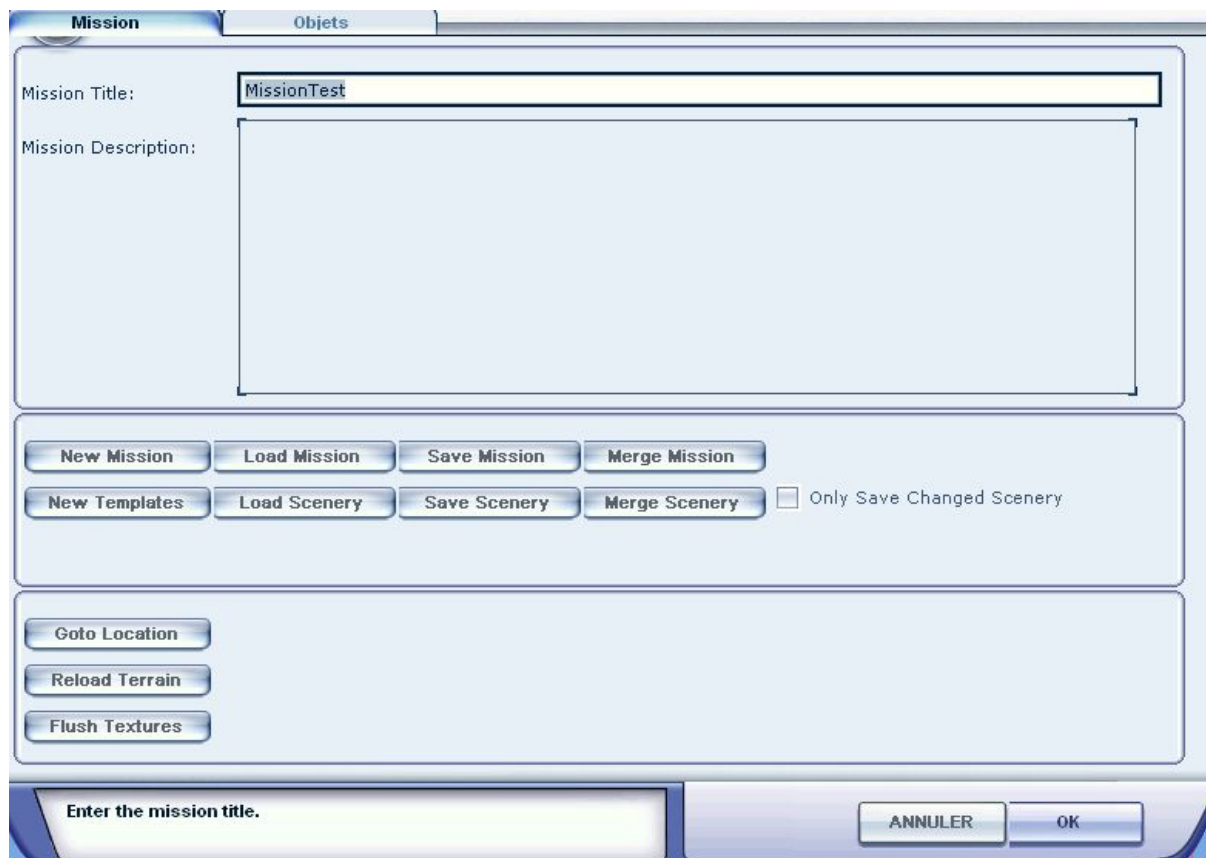 Mission Objets
Mission Title: MissionTest
Mission Description:
New Mission Load Mission Save Mission Merge Mission
New Templates Load Scenery Save Scenery Merge Scenery Only Save Changed Scenery
Goto Location
Reload Terrain
Flush Textures
Enter the mission title. ANNULER OK